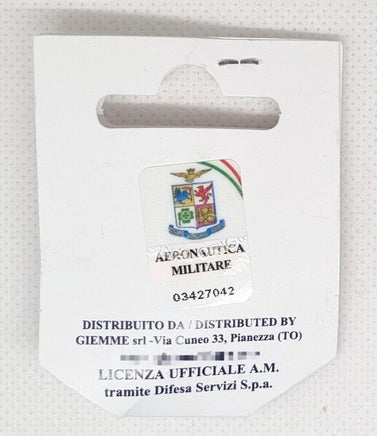 AERONAUTICA
MILITARE
03427042
DISTRIBUITO DA / DISTRIBUTED BY
GIEMME srl -Via Cuneo 33, Pianezza (TO)
LICENZA UFFICIALE A.M.
tramite Difesa Servizi S.p.a.